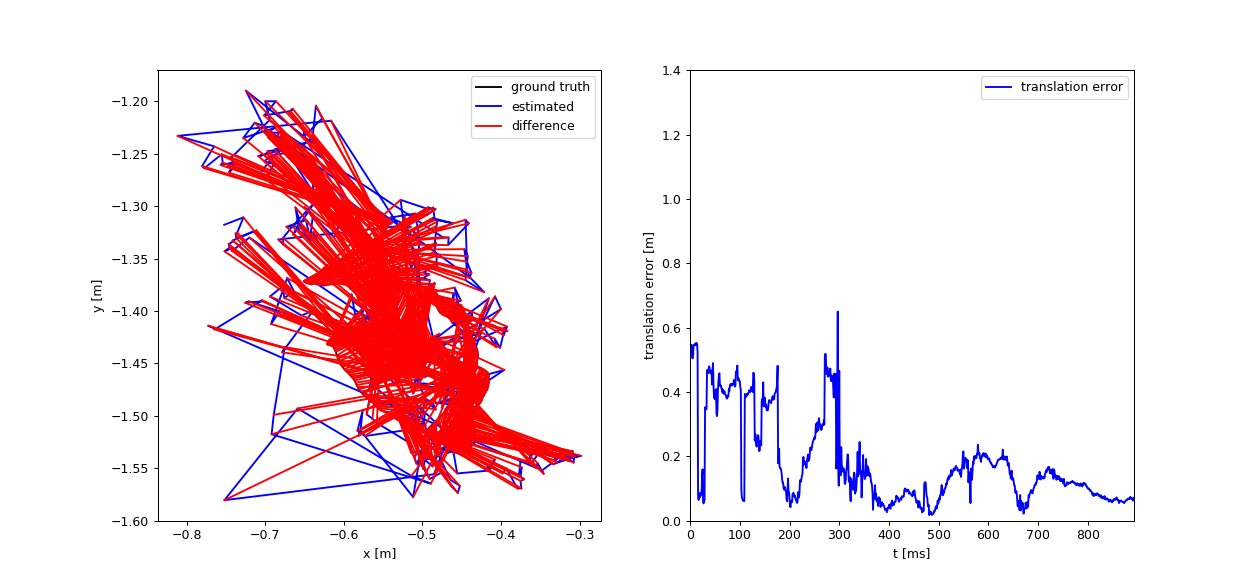 ground truth
estimated
difference
−1.20
−1.25
−1.30
−1.35
−1.40
−1.45
−1.50
−1.55
−1.60
y [m]
−0.8 −0.7 −0.6 −0.5 −0.4 −0.3
x [m]
translation error
1.4
1.2
1.0
0.8
0.6
0.4
0.2
0.0
translation error [m]
0 100 200 300 400 500 600 700 800
t [ms]